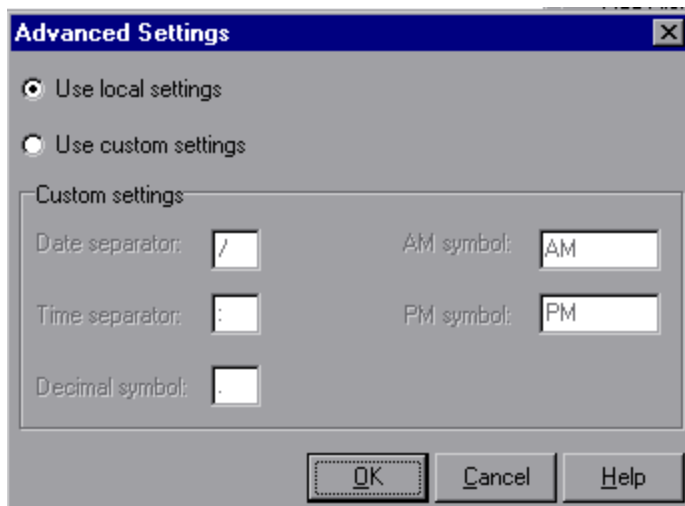 Advanced Settings
Use local settings
Use custom settings
Custom settings
Date separator: / AM symbol: AM
Time separator: : PM symbol: PM
Decimal symbol: .
OK Cancel Help